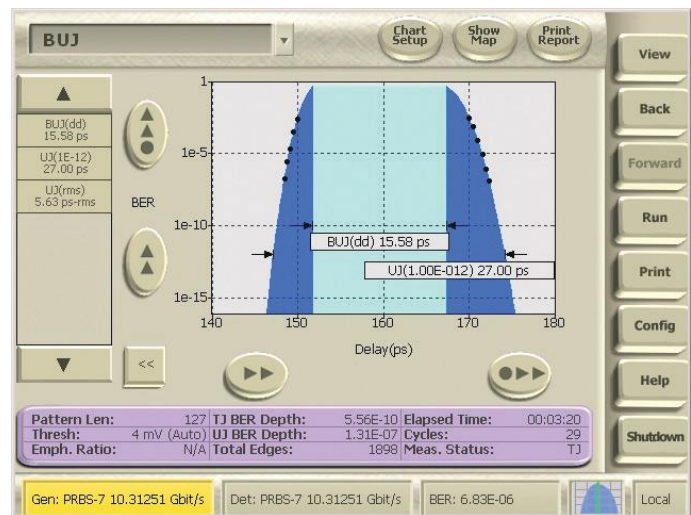 BUJ
Chart Setup
Show Map
Print Report
View
Back
Forward
Run
Print
Config
Help
Shutdown
BUJ(dd)
15.58 ps
UJ(1E-12)
27.00 ps
UJ(rms)
5.63 ps-rms
BER
1
1e-5
1e-10
1e-15
BUJ(dd) 15.58 ps
UJ(1.00E-012) 27.00 ps
140 150 160 170 180
Delay(ps)
<<
Pattern Len: 127 TJ BER Depth: 5.56E-10 Elapsed Time: 00:03:20
Thresh: 4 mV (Auto) UJ BER Depth: 1.31E-07 Cycles: 29
Emph. Ratio: N/A Total Edges: 1898 Meas. Status: TJ
Gen: PRBS-7 10.31251 Gbit/s
Det: PRBS-7 10.31251 Gbit/s
BER: 6.83E-06
Local